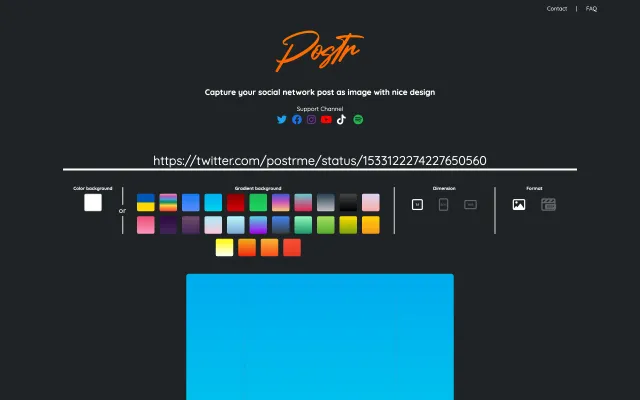 Contact | FAQ
Postr
Capture your social network post as image with nice design
Support Channel
https://twitter.com/postrme/status/1533122274227650560
Color background
or
Gradient background
Dimension
Format